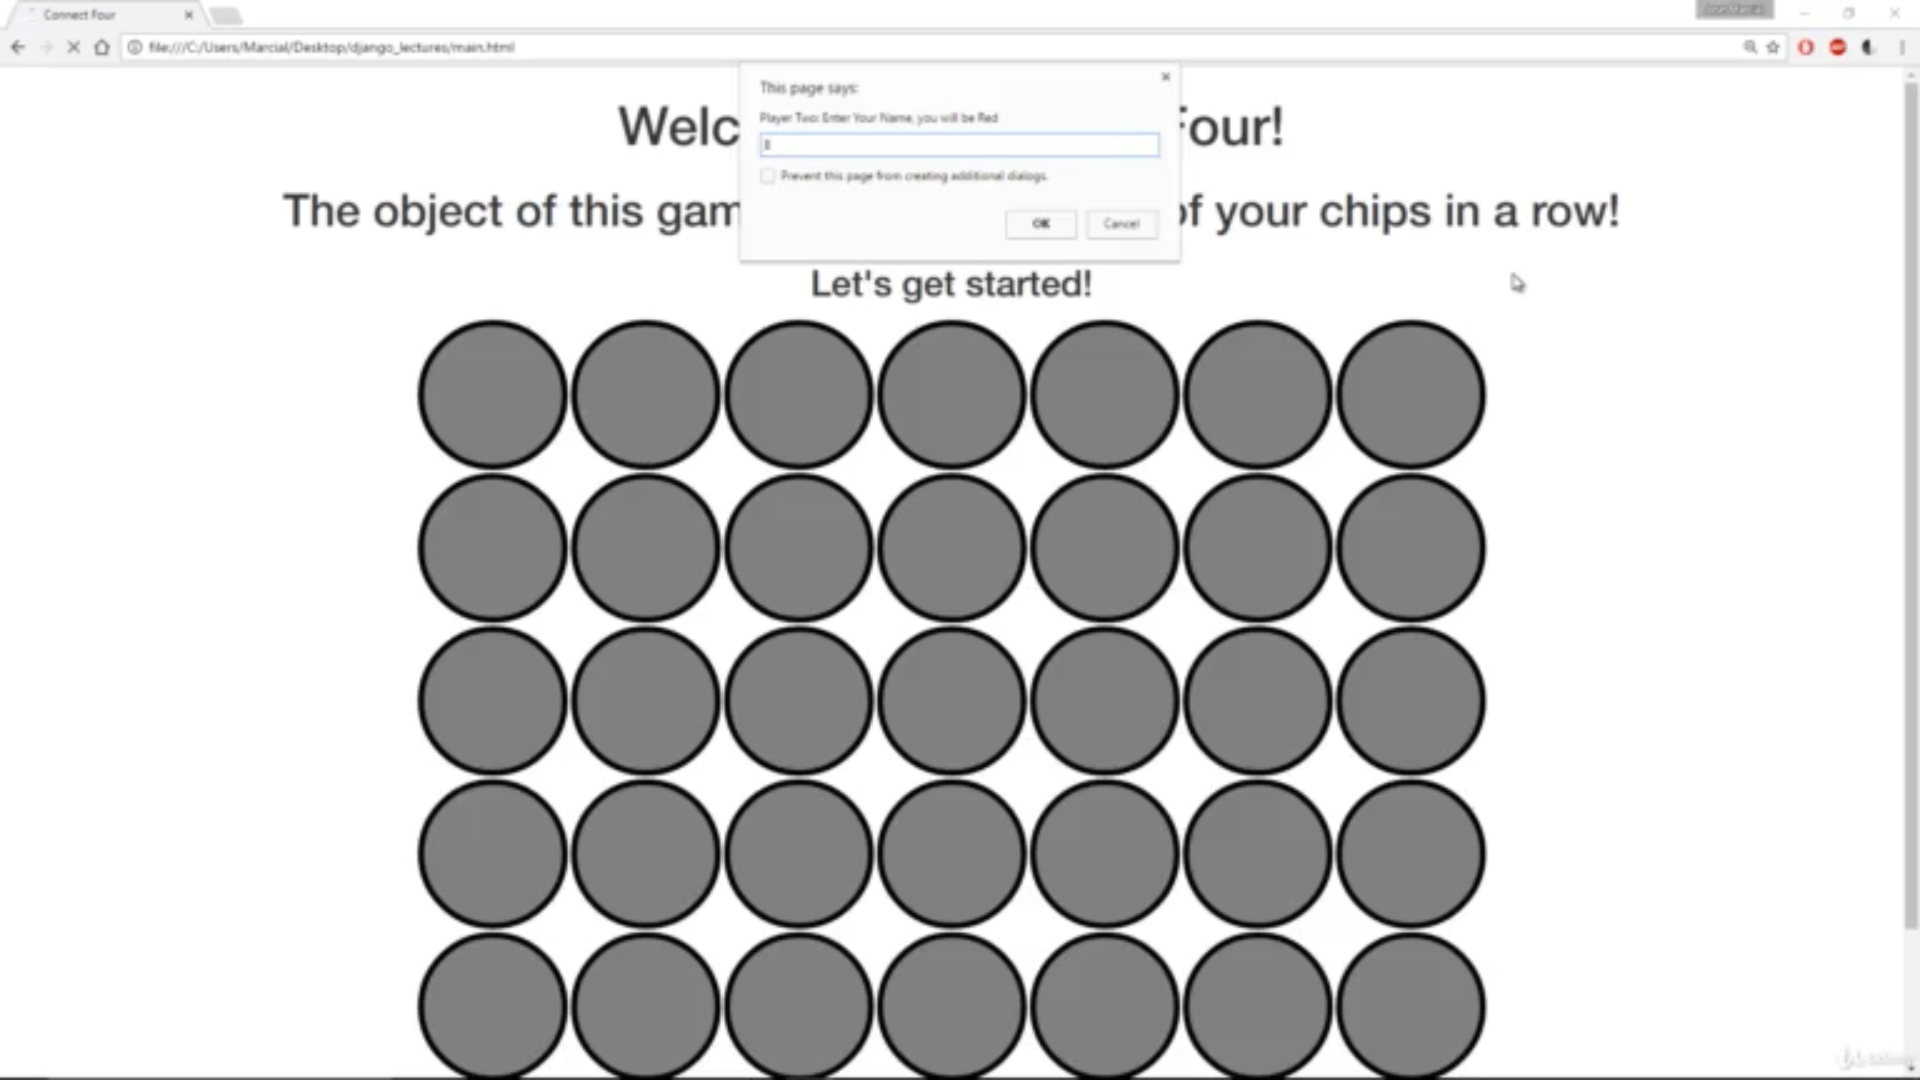 Connect Four
file:///C:/Users/Marcial/Desktop/django_lectures/main.html
This page says:
Player Two: Enter Your Name, you will be Red
Prevent this page from creating additional dialogs.
OK Cancel
Welc Four!
The object of this gam of your chips in a row!
Let's get started!